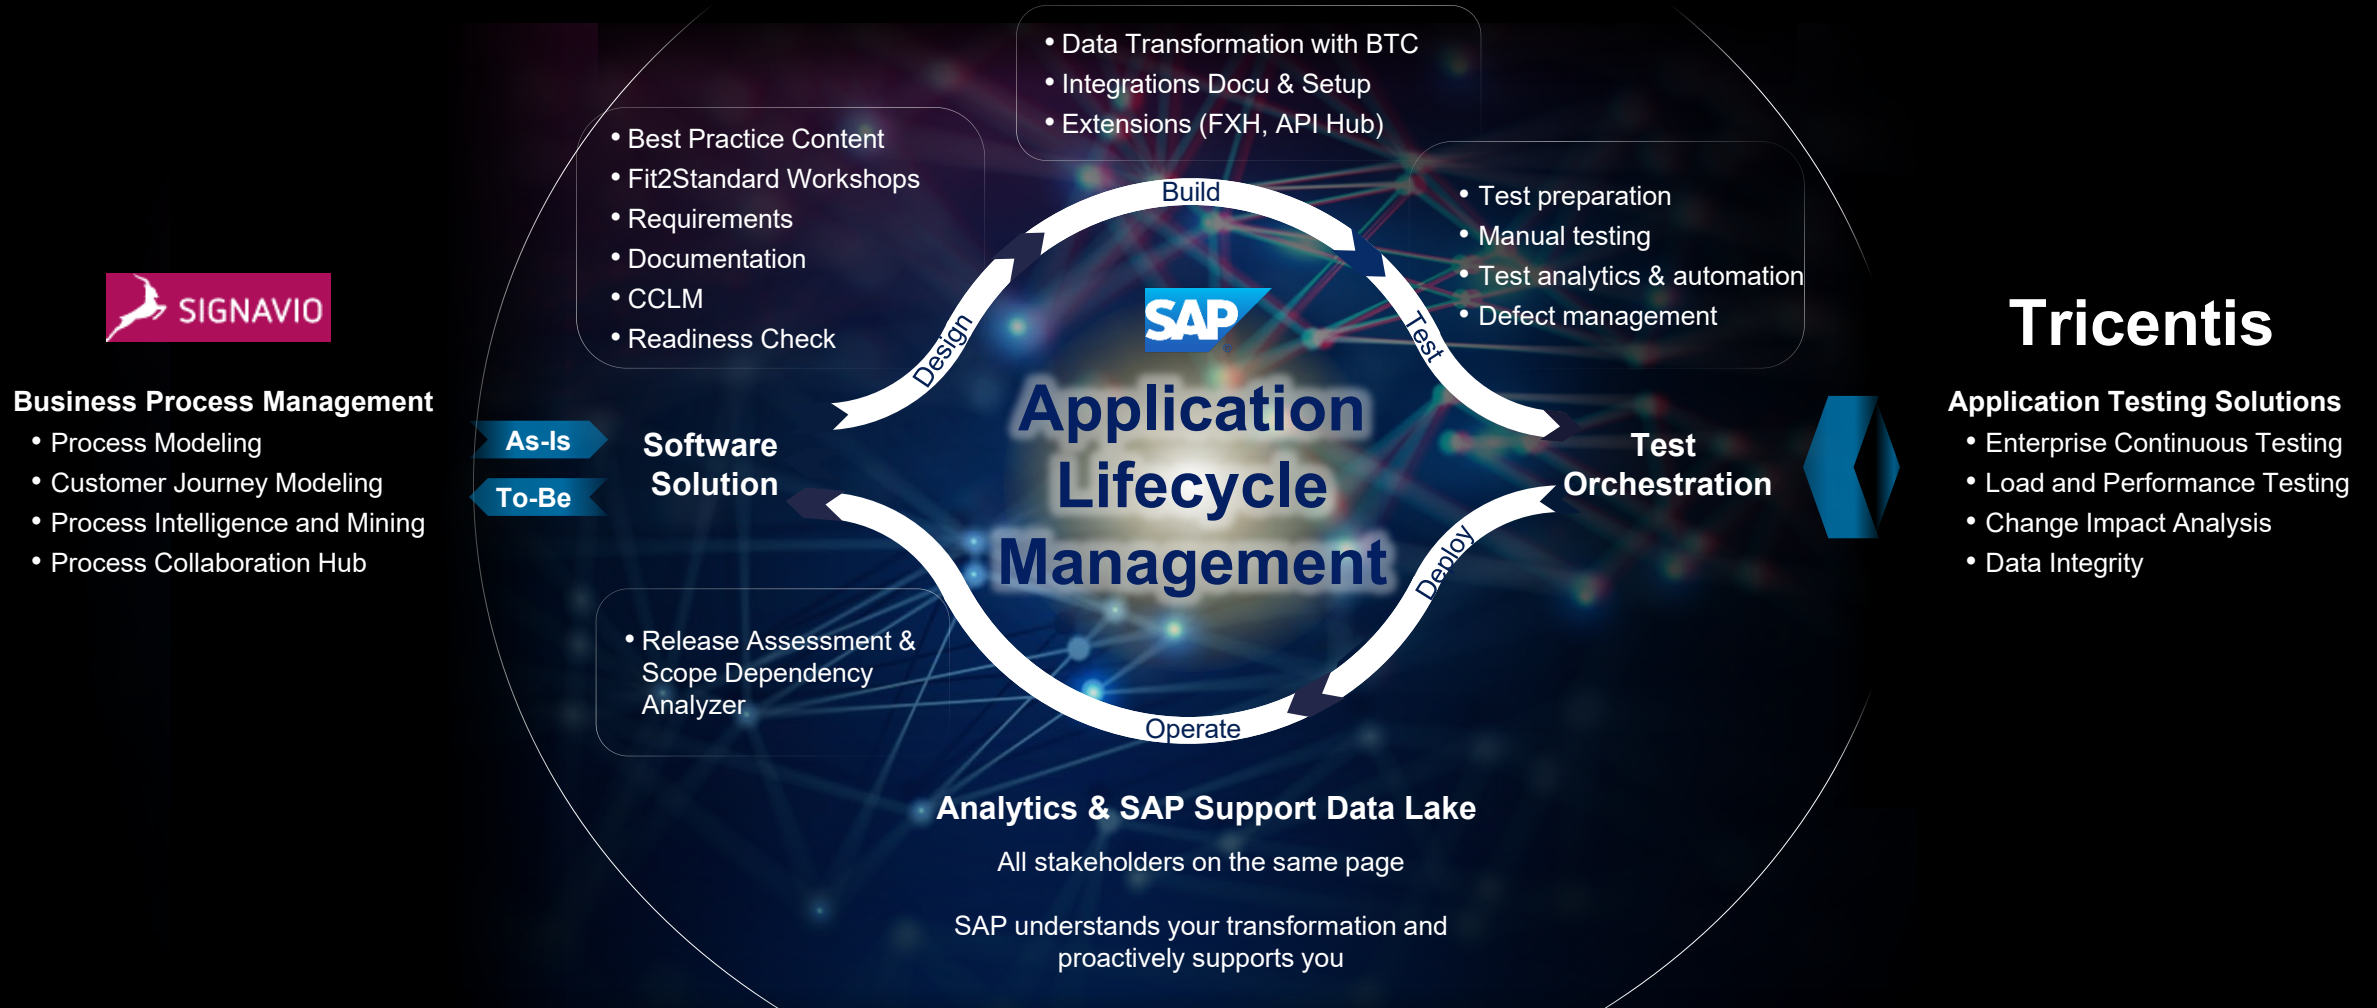 • Data Transformation with BTC
• Integrations Docu & Setup
• Extensions (FXH, API Hub)
• Best Practice Content
• Fit2Standard Workshops
• Requirements
• Documentation
• CCLM
• Readiness Check
• Test preparation
• Manual testing
• Test analytics & automation
• Defect management
Build
Design
Test
SIGNAVIO
Business Process Management
• Process Modeling
• Customer Journey Modeling
• Process Intelligence and Mining
• Process Collaboration Hub
As-Is
To-Be
Software
Solution
SAP
Application
Lifecycle
Management
Test
Orchestration
Tricentis
Application Testing Solutions
• Enterprise Continuous Testing
• Load and Performance Testing
• Change Impact Analysis
• Data Integrity
Deploy
Operate
• Release Assessment &
Scope Dependency
Analyzer
Analytics & SAP Support Data Lake
All stakeholders on the same page
SAP understands your transformation and
proactively supports you